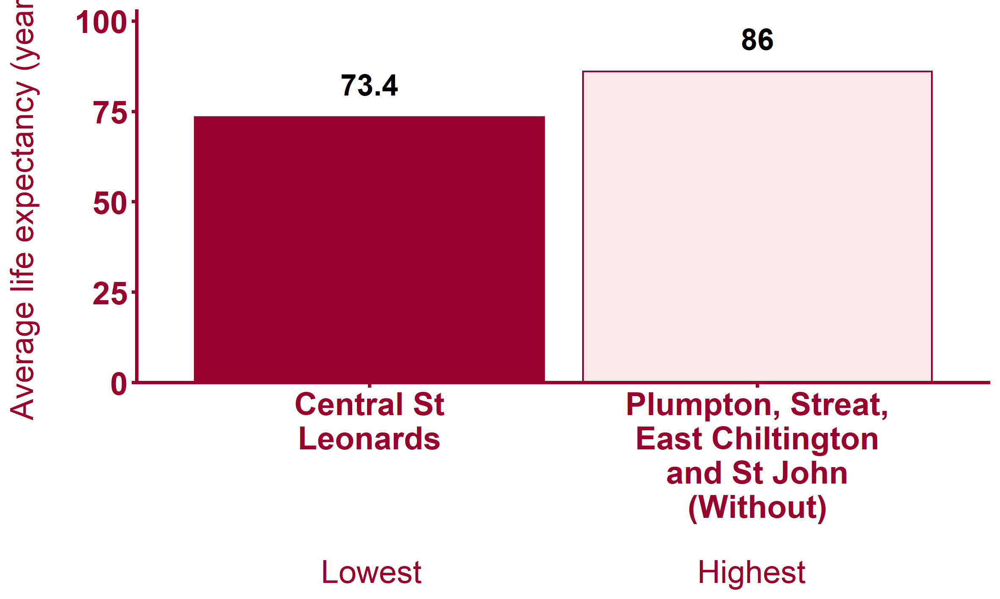 Average life expectancy (year
100
75
50
25
0
73.4
86
Central St
Leonards
Plumpton, Streat,
East Chiltington
and St John
(Without)
Lowest
Highest